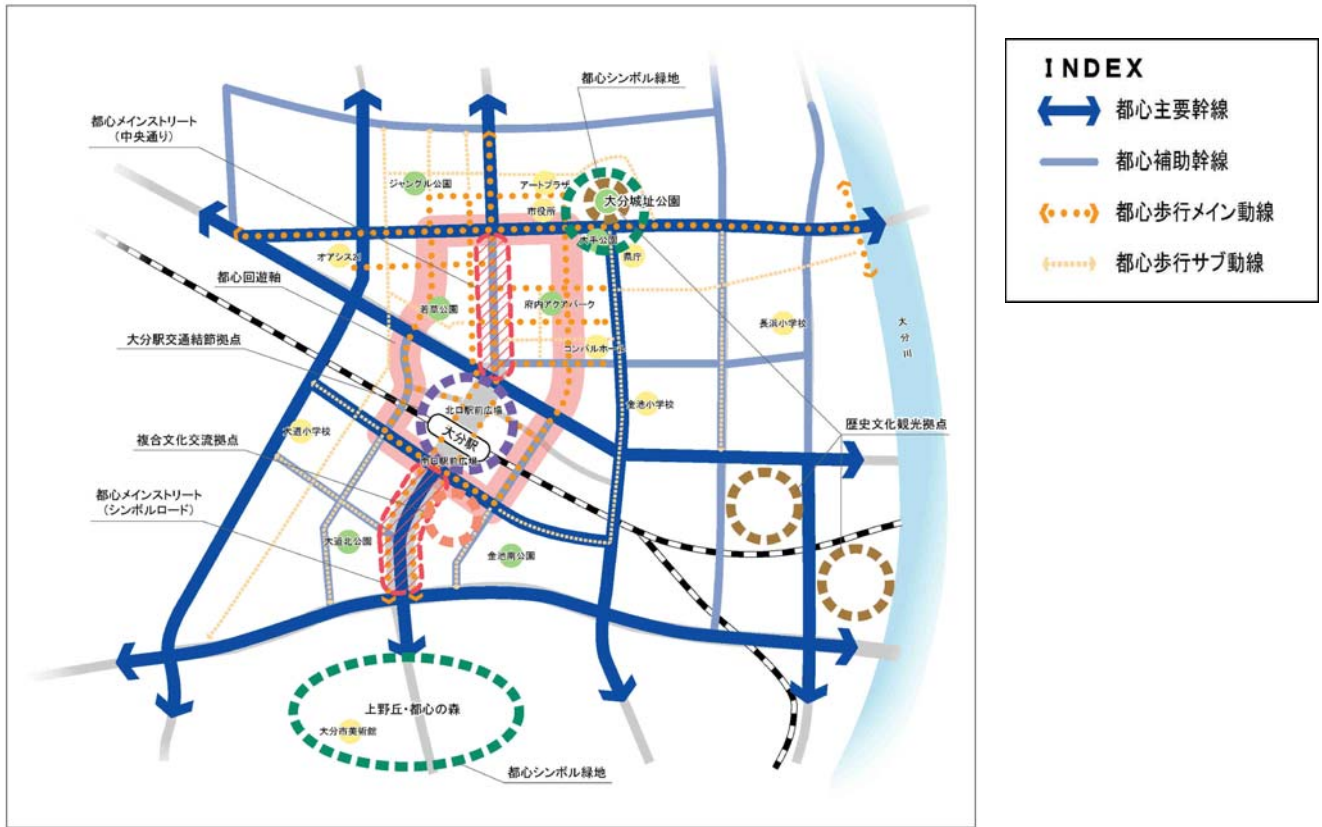 都心シンボル緑地
都心メインストリート
(中央通り)
ジャングル公園
アートプラザ
市役所
大分城址公園
大手公園
県庁
オアシス21
都心回遊軸
若草公園
府内アクアパーク
長浜小学校
コンパルホール
大分川
大分駅交通結節拠点
北口駅前広場
金池小学校
大分駅
大道小学校
歴史文化観光拠点
複合文化交流拠点
南口駅前広場
都心メインストリート
(シンボルロード)
大道北公園
金池南公園
上野丘・都心の森
大分市美術館
都心シンボル緑地
INDEX
都心主要幹線
都心補助幹線
都心歩行メイン動線
都心歩行サブ動線